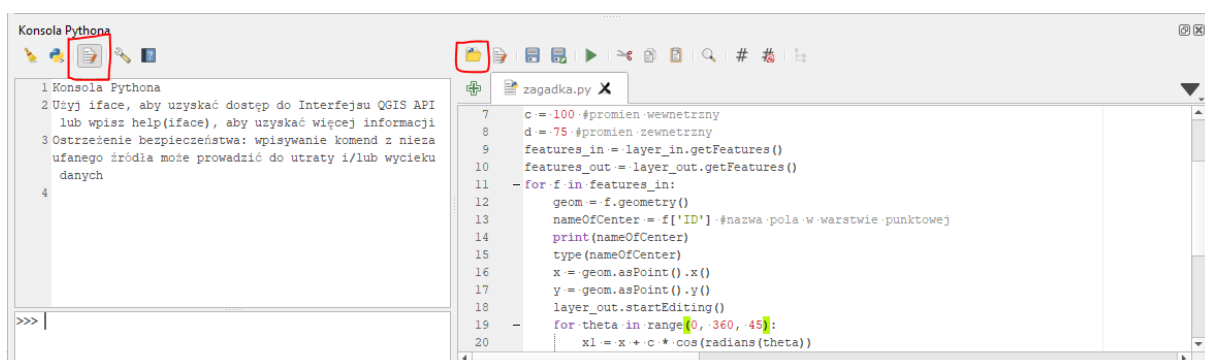 Konsola Pythona
1 Konsola Pythona
2 Użyj iface, aby uzyskać dostęp do Interfejsu QGIS API
lub wpisz help(iface), aby uzyskać więcej informacji
3 Ostrzeżenie bezpieczeństwa: wpisywanie komend z nieza
ufanego źródła może prowadzić do utraty i/lub wycieku
danych
4
>>>
zagadka.py
7 c = 100 #promien wewnetrzny
8 d = 75 #promien zewnetrzny
9 features_in = layer_in.getFeatures()
10 features_out = layer_out.getFeatures()
11 for f in features_in:
12 geom = f.geometry()
13 nameOfCenter = f['ID'] #nazwa pola w warstwie punktowej
14 print(nameOfCenter)
15 type(nameOfCenter)
16 x = geom.asPoint().x()
17 y = geom.asPoint().y()
18 layer_out.startEditing()
19 for theta in range(0, 360, 45):
20 x1 = x + c * cos(radians(theta))